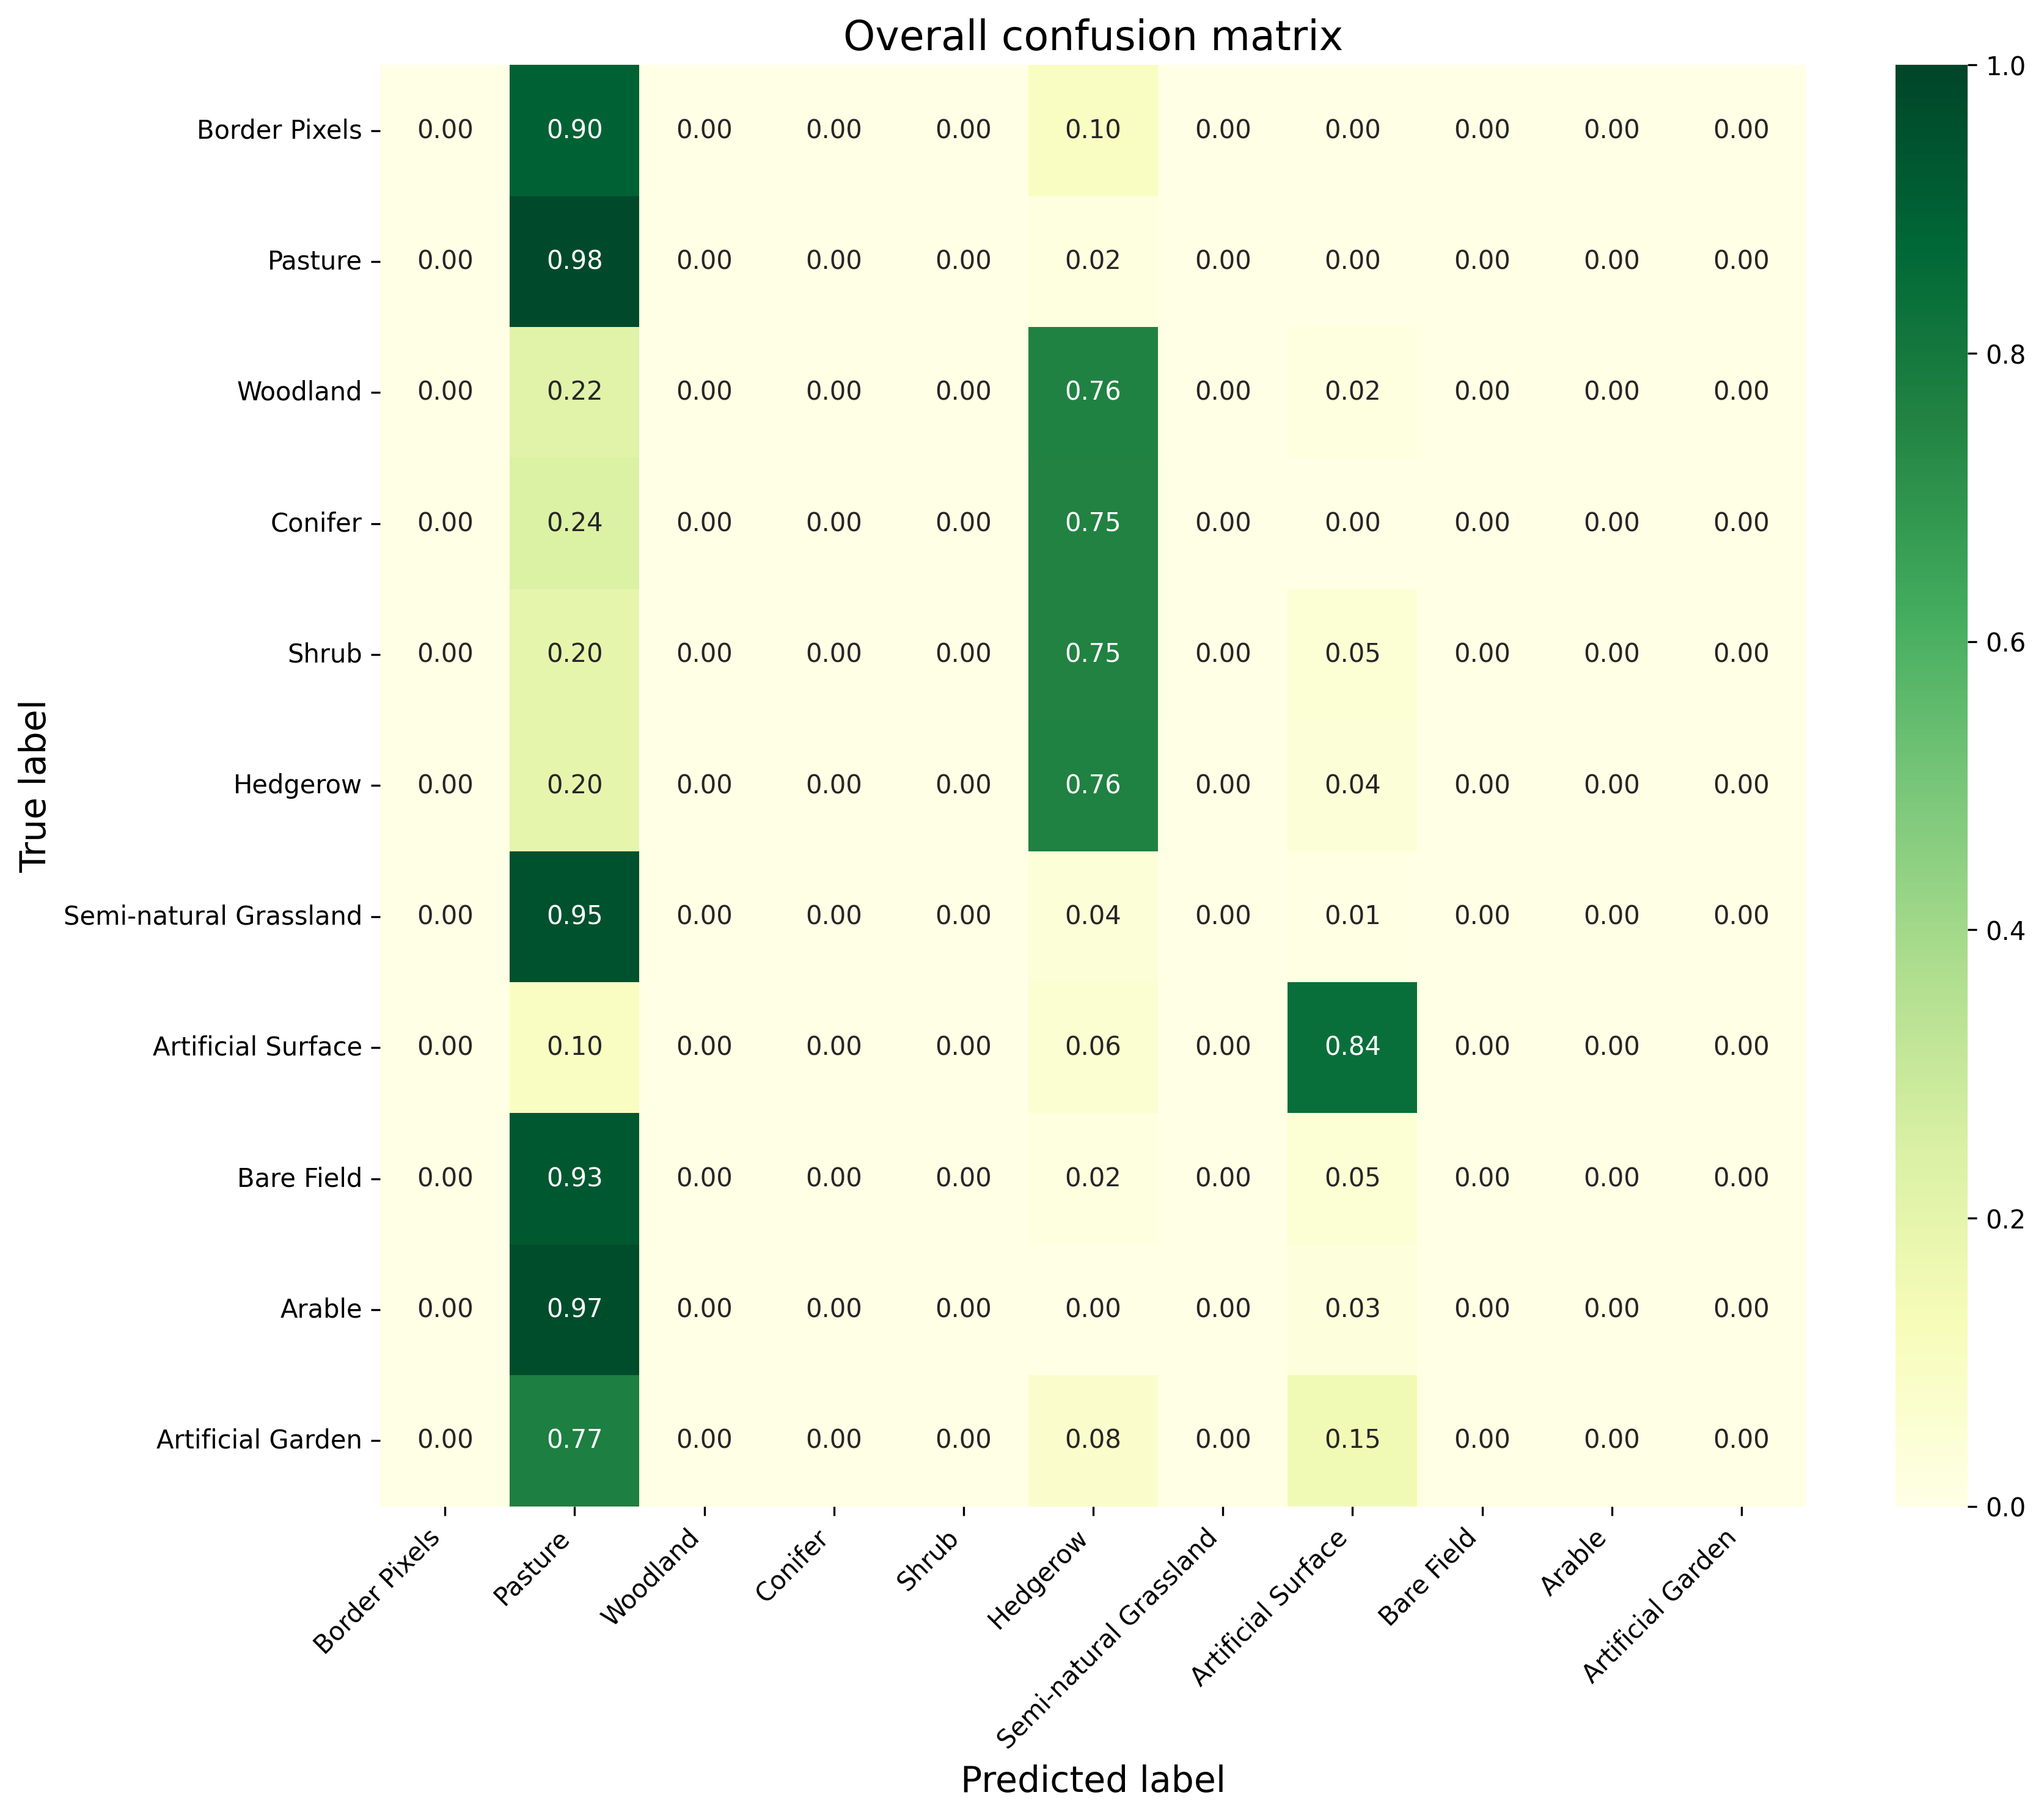 Overall confusion matrix
True label
Border Pixels 0.00 0.90 0.00 0.00 0.00 0.10 0.00 0.00 0.00 0.00 0.00
Pasture 0.00 0.98 0.00 0.00 0.00 0.02 0.00 0.00 0.00 0.00 0.00
Woodland 0.00 0.22 0.00 0.00 0.00 0.76 0.00 0.02 0.00 0.00 0.00
Conifer 0.00 0.24 0.00 0.00 0.00 0.75 0.00 0.00 0.00 0.00 0.00
Shrub 0.00 0.20 0.00 0.00 0.00 0.75 0.00 0.05 0.00 0.00 0.00
Hedgerow 0.00 0.20 0.00 0.00 0.00 0.76 0.00 0.04 0.00 0.00 0.00
Semi-natural Grassland 0.00 0.95 0.00 0.00 0.00 0.04 0.00 0.01 0.00 0.00 0.00
Artificial Surface 0.00 0.10 0.00 0.00 0.00 0.06 0.00 0.84 0.00 0.00 0.00
Bare Field 0.00 0.93 0.00 0.00 0.00 0.02 0.00 0.05 0.00 0.00 0.00
Arable 0.00 0.97 0.00 0.00 0.00 0.00 0.00 0.03 0.00 0.00 0.00
Artificial Garden 0.00 0.77 0.00 0.00 0.00 0.08 0.00 0.15 0.00 0.00 0.00
Border Pixels
Pasture
Woodland
Conifer
Shrub
Hedgerow
Semi-natural Grassland
Artificial Surface
Bare Field
Arable
Artificial Garden
Predicted label
1.0
0.8
0.6
0.4
0.2
0.0